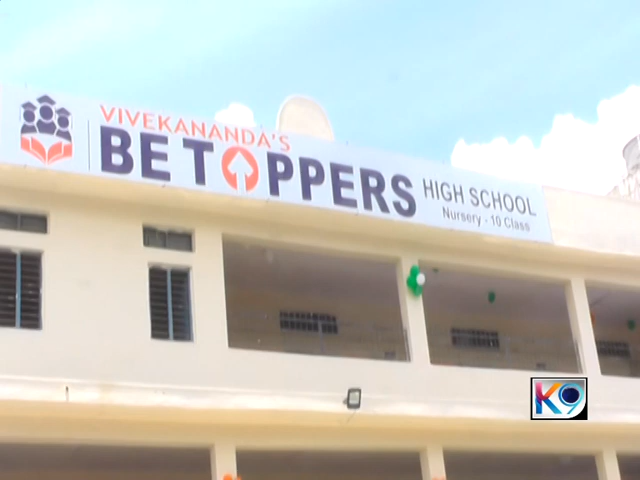 VIVEKANANDA'S
BETOPPERS
HIGH SCHOOL
Nursery - 10 Class
K9